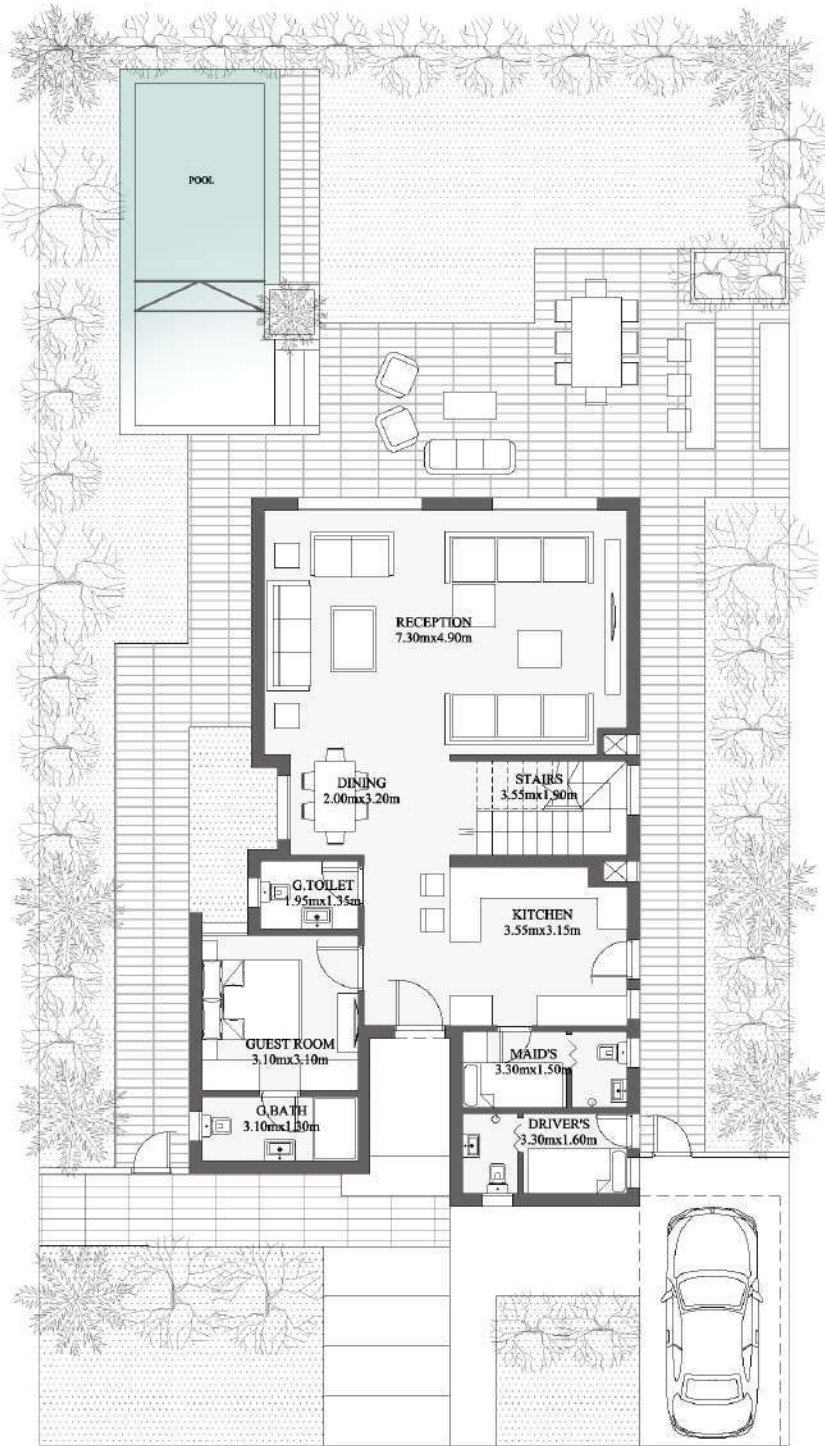 POOL
RECEPTION
7.30mx4.90m
DINING
2.00mx3.20m
STAIRS
3.55mx1.90m
G.TOILET
1.95mx1.35m
KITCHEN
3.55mx3.15m
GUEST ROOM
3.10mx3.10m
MAID'S
3.30mx1.50m
G.BATH
3.10mx1.30m
DRIVER'S
3.30mx1.60m